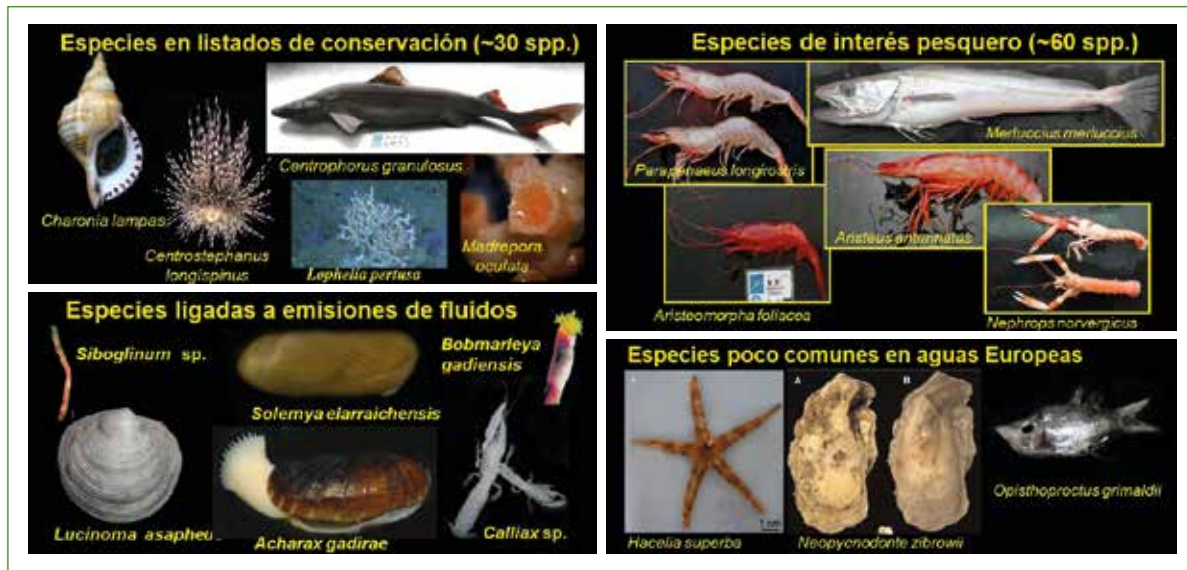 Especies en listados de conservación (~30 spp.)
Centrophorus granulosus
Charonia lampas
Centrostephanus
longispinus
Lophelia pertusa
Madrepora
oculata
Especies de interés pesquero (~60 spp.)
Merluccius merluccius
Parapenaeus longirostris
Aristeus antennatus
Aristeomorpha foliacea
Nephrops norvergicus
Especies ligadas a emisiones de fluidos
Siboglinum sp.
Bobmarleya
gadiensis
Solemya elarraichensis
Lucinoma asapheus
Acharax gadirae
Calliax sp.
Especies poco comunes en aguas Europeas
A
B
Opisthoproctus grimaldii
Hacelia superba
Neopycnodonte zibrowii